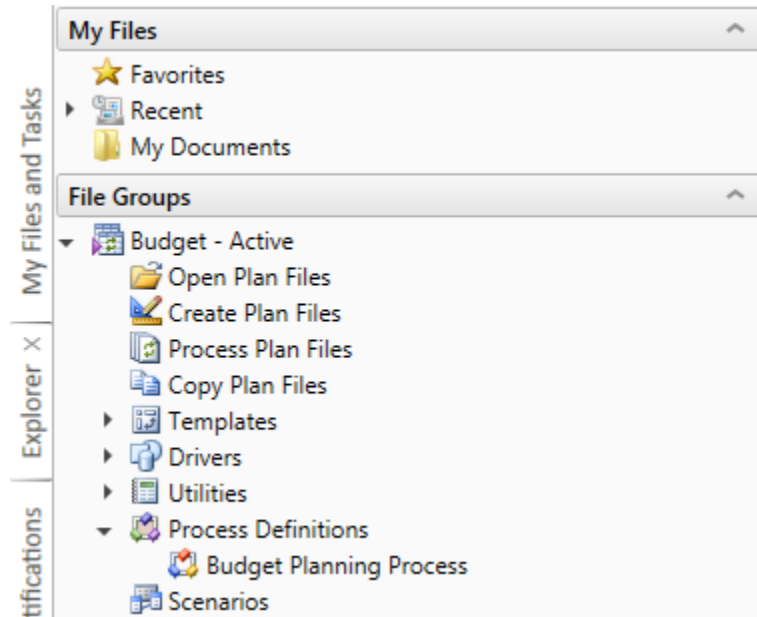 My Files
Favorites
Recent
My Documents
File Groups
Budget - Active
Open Plan Files
Create Plan Files
Process Plan Files
Copy Plan Files
Templates
Drivers
Utilities
Process Definitions
Budget Planning Process
Scenarios
My Files and Tasks
Explorer X
tifications